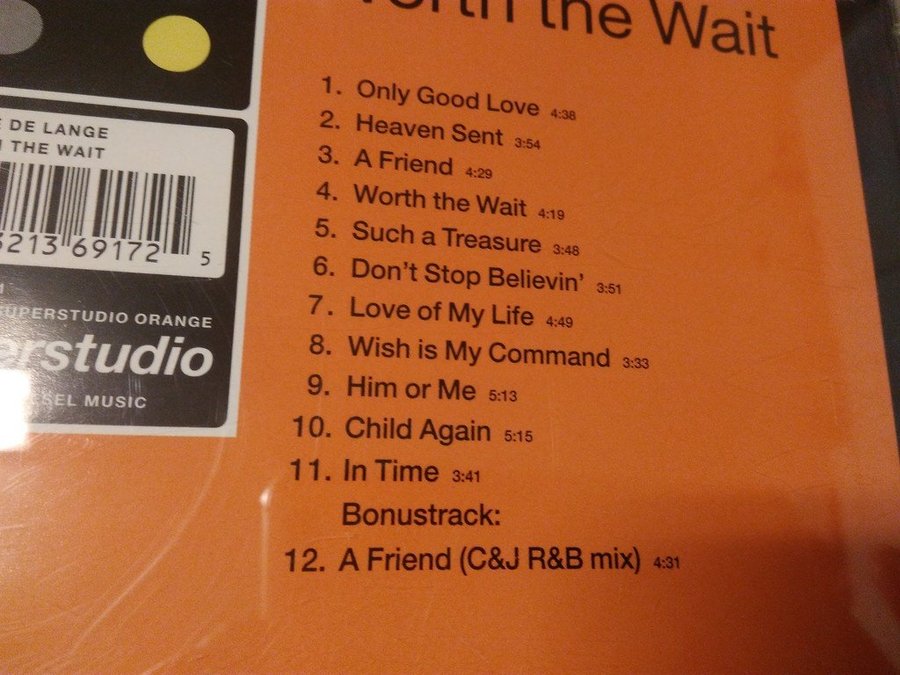 the Wait
E DE LANGE
THE WAIT
213 69172 5
SUPERSTUDIO ORANGE
erstudio
SEL MUSIC
1. Only Good Love 4:38
2. Heaven Sent 3:54
3. A Friend 4:29
4. Worth the Wait 4:19
5. Such a Treasure 3:48
6. Don't Stop Believin' 3:51
7. Love of My Life 4:49
8. Wish is My Command 3:33
9. Him or Me 5:13
10. Child Again 5:15
11. In Time 3:41
Bonustrack:
12. A Friend (C&J R&B mix) 4:31